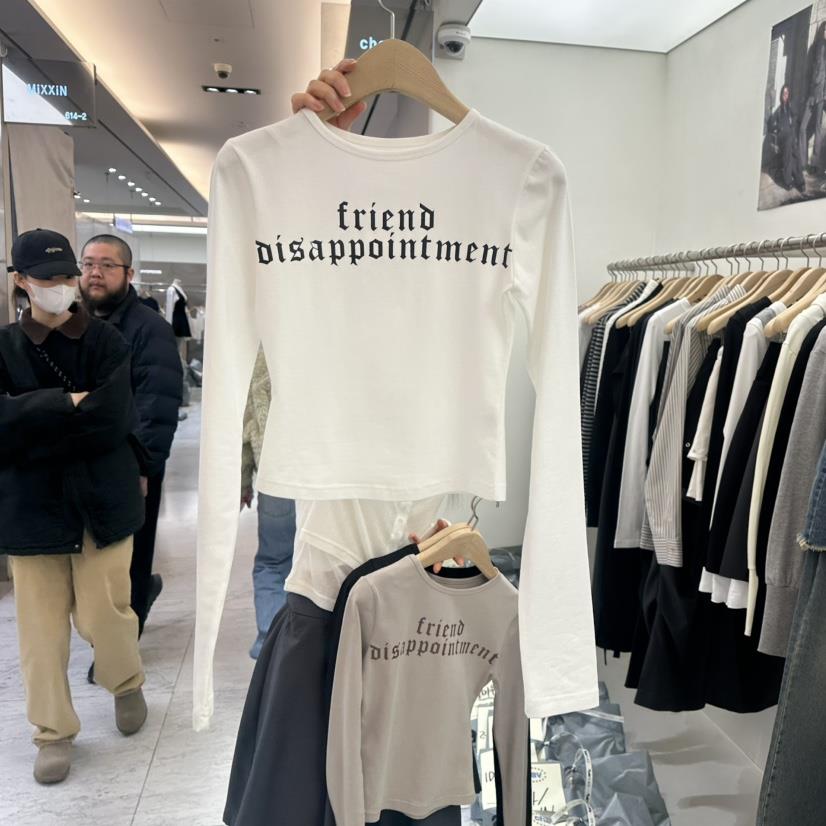 MiXXiN
614-2
friend
disappointment
friend
disappointment